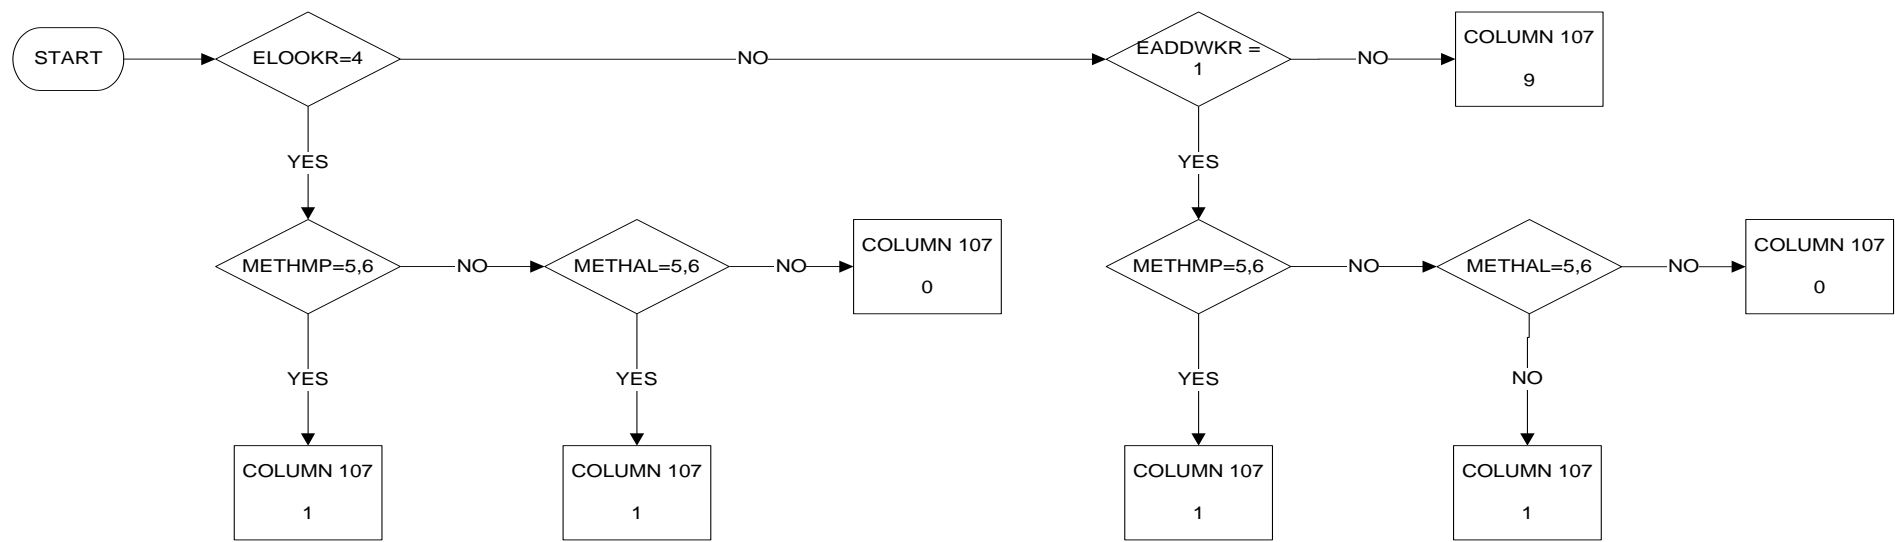 START
ELOOKR=4
NO
EADDWKR =
1
NO
COLUMN 107
9
YES
YES
METHMP=5,6
NO
METHAL=5,6
NO
COLUMN 107
0
METHMP=5,6
NO
METHAL=5,6
NO
COLUMN 107
0
YES
YES
YES
NO
COLUMN 107
1
COLUMN 107
1
COLUMN 107
1
COLUMN 107
1